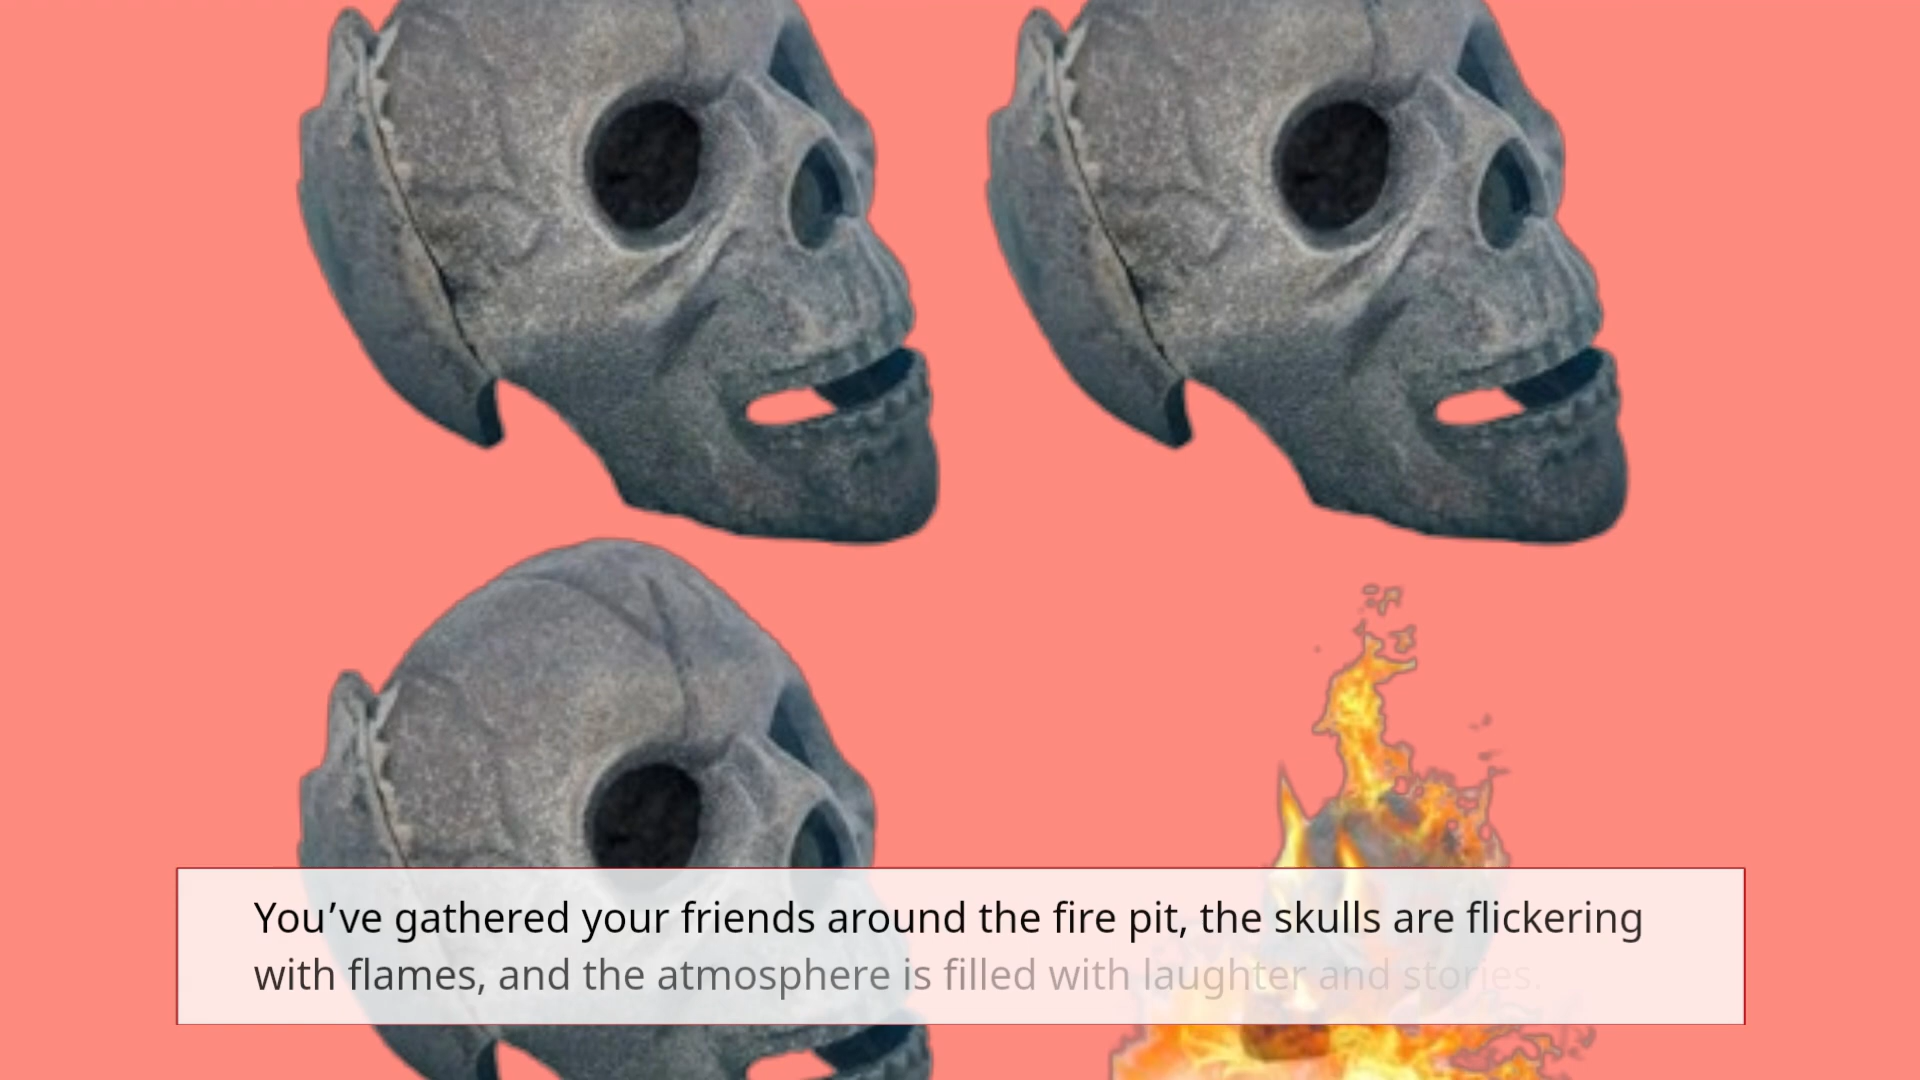 You’ve gathered your friends around the fire pit, the skulls are flickering
with flames, and the atmosphere is filled with laughter and stories.